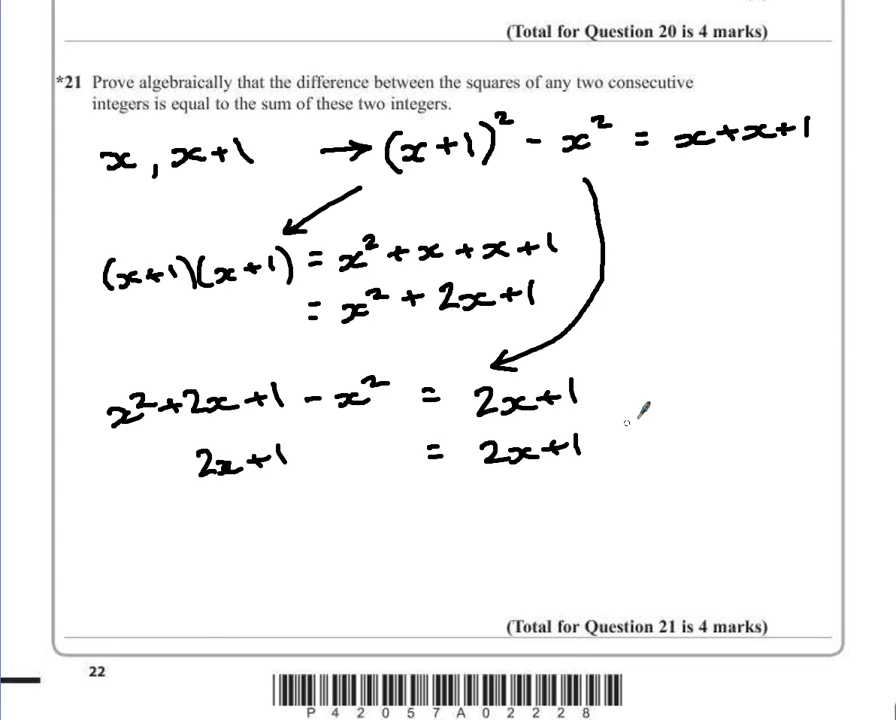 (Total for Question 20 is 4 marks)
*21 Prove algebraically that the difference between the squares of any two consecutive
integers is equal to the sum of these two integers.
x, x+1 → (x+1)² - x² = x+x+1
(x+1)(x+1) = x² + x + x + 1
= x² + 2x + 1
x²+2x+1 - x² = 2x+1
2x+1 = 2x+1
(Total for Question 21 is 4 marks)
22
P 4 2 0 5 7 A 0 2 2 2 8